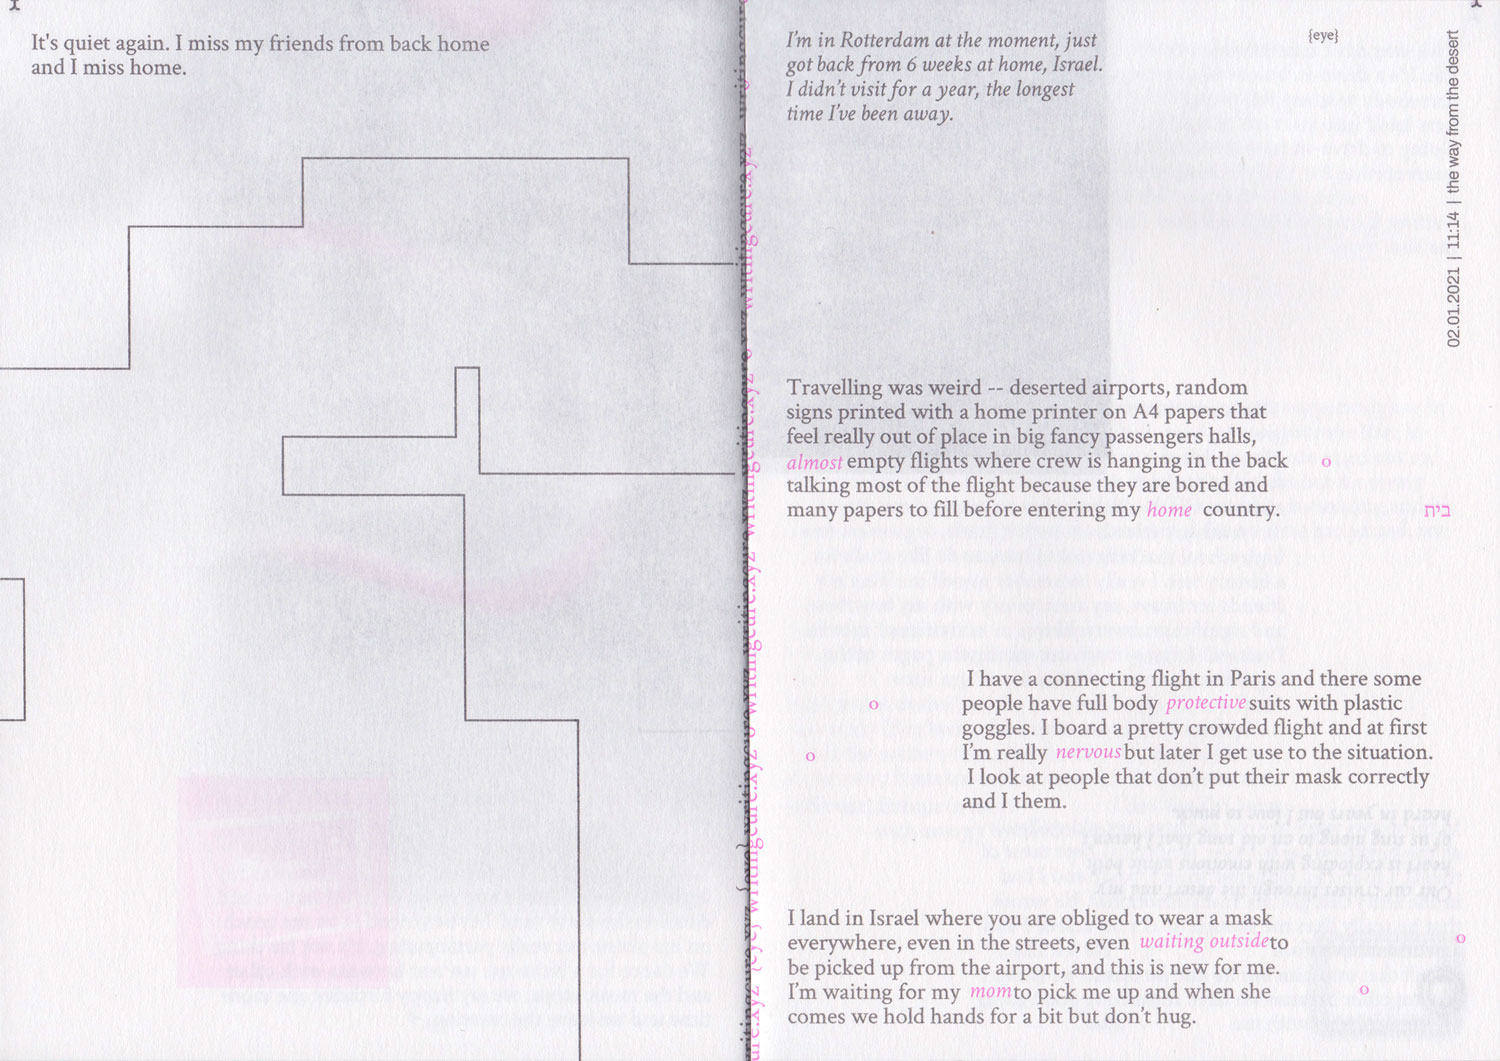 It's quiet again. I miss my friends from back home
and I miss home.
I'm in Rotterdam at the moment, just
got back from 6 weeks at home, Israel.
I didn't visit for a year, the longest
time I've been away.
{eye}
02.01.2021 | 11:14 | the way from the desert
Travelling was weird -- deserted airports, random
signs printed with a home printer on A4 papers that
feel really out of place in big fancy passengers halls,
almost empty flights where crew is hanging in the back o
talking most of the flight because they are bored and
many papers to fill before entering my home country. בית
I have a connecting flight in Paris and there some
o people have full body protective suits with plastic
goggles. I board a pretty crowded flight and at first
o I'm really nervous but later I get use to the situation.
I look at people that don't put their mask correctly
and I them.
I land in Israel where you are obliged to wear a mask
everywhere, even in the streets, even waiting outside to o
be picked up from the airport, and this is new for me.
I'm waiting for my mom to pick me up and when she o
comes we hold hands for a bit but don't hug.
writingcure.xyz